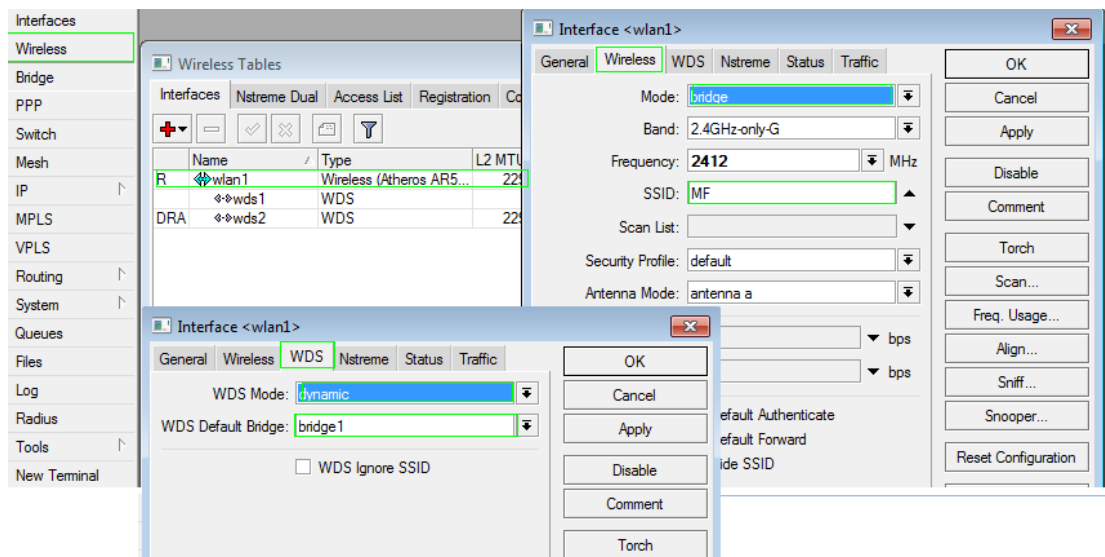 Interfaces
Wireless
Bridge
PPP
Switch
Mesh
IP
MPLS
VPLS
Routing
System
Queues
Files
Log
Radius
Tools
New Terminal
Wireless Tables
Interfaces Nstreme Dual Access List Registration
Name / Type L2 MTU
R wlan1 Wireless (Atheros AR5...
wds1 WDS
DRA wds2 WDS
Interface <wlan1>
General Wireless WDS Nstreme Status Traffic
Mode: bridge
Band: 2.4GHz-only-G
Frequency: 2412 MHz
SSID: MF
Scan List:
Security Profile: default
Antenna Mode: antenna a
bps
bps
efault Authenticate
efault Forward
ide SSID
OK
Cancel
Apply
Disable
Comment
Torch
Scan...
Freq. Usage...
Align...
Sniff...
Snooper...
Reset Configuration
Interface <wlan1>
General Wireless WDS Nstreme Status Traffic
WDS Mode: dynamic
WDS Default Bridge: bridge1
WDS Ignore SSID
OK
Cancel
Apply
Disable
Comment
Torch